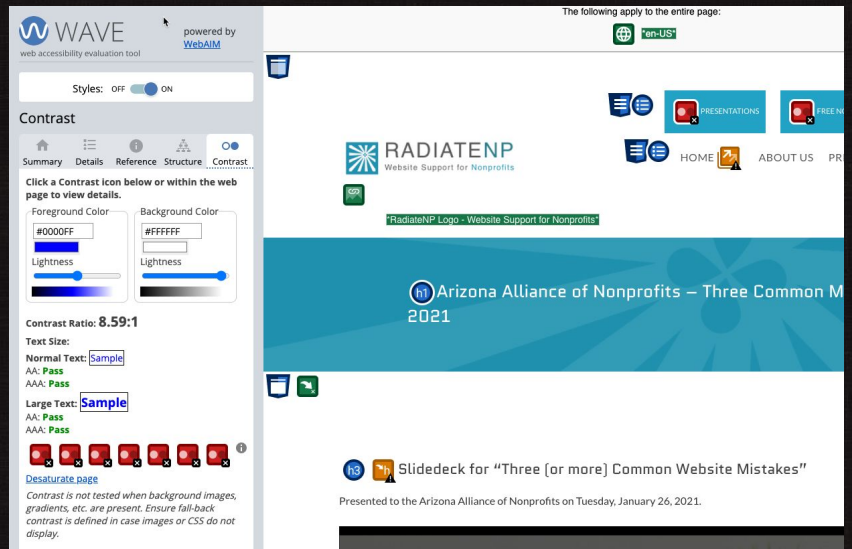 WAVE
powered by
WebAIM
web accessibility evaluation tool
Styles: OFF ON
Contrast
Summary Details Reference Structure Contrast
Click a Contrast icon below or within the web
page to view details.
Foreground Color Background Color
#0000FF #FFFFFF
Lightness Lightness
Contrast Ratio: 8.59:1
Text Size:
Normal Text: Sample
AA: Pass
AAA: Pass
Large Text: Sample
AA: Pass
AAA: Pass
Desaturate page
Contrast is not tested when background images,
gradients, etc. are present. Ensure fall-back
contrast is defined in case images or CSS do not
display.
The following apply to the entire page:
*en-US*
PRESENTATIONS FREE
RADIATENP
Website Support for Nonprofits
HOME ABOUT US
*RadiateNP Logo - Website Support for Nonprofits*
h1 Arizona Alliance of Nonprofits – Three Common M
2021
h3 h Slidedeck for “Three (or more) Common Website Mistakes”
Presented to the Arizona Alliance of Nonprofits on Tuesday, January 26, 2021.